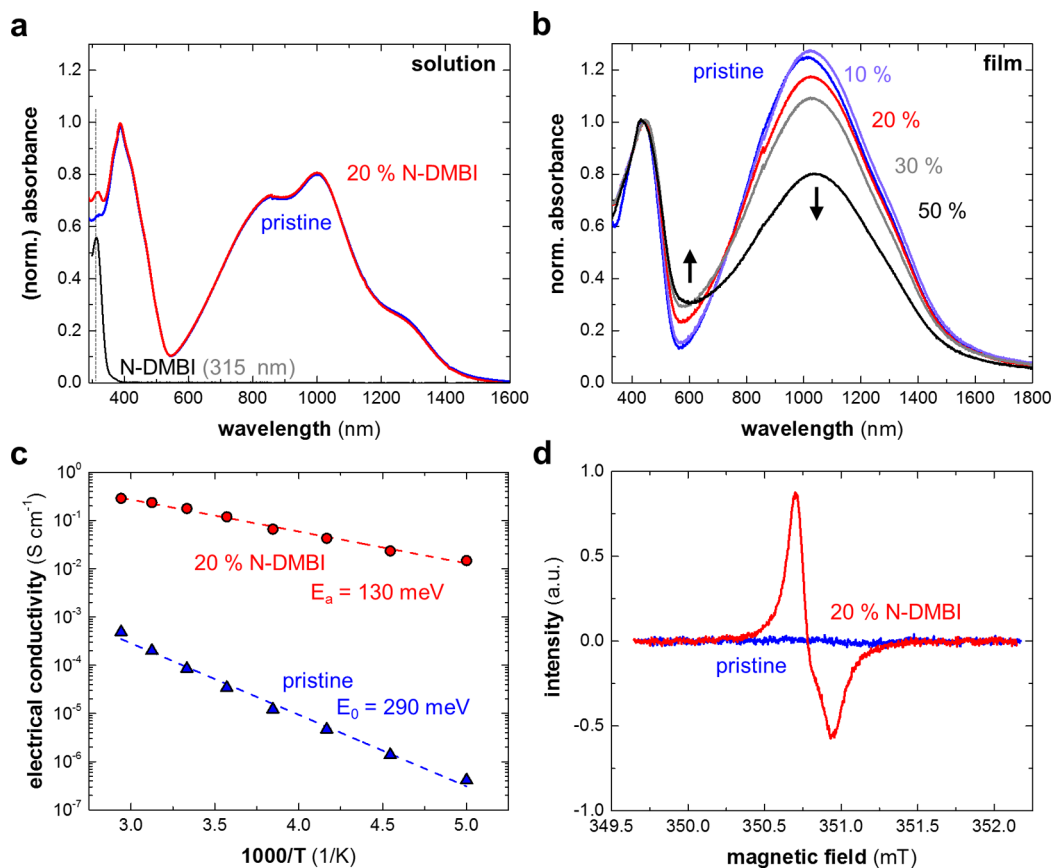 a
solution
(norm.) absorbance
1.2
1.0
0.8
0.6
0.4
0.2
0.0
20 % N-DMBI
pristine
N-DMBI (315 nm)
400 600 800 1000 1200 1400 1600
wavelength (nm)
b
film
norm. absorbance
1.2
1.0
0.8
0.6
0.4
0.2
0.0
pristine
10 %
20 %
30 %
50 %
400 600 800 1000 1200 1400 1600 1800
wavelength (nm)
c
electrical conductivity (S cm⁻¹)
10⁰
10⁻¹
10⁻²
10⁻³
10⁻⁴
10⁻⁵
10⁻⁶
10⁻⁷
20 % N-DMBI
Eₐ = 130 meV
pristine
E₀ = 290 meV
3.0 3.5 4.0 4.5 5.0
1000/T (1/K)
d
intensity (a.u.)
1.0
0.5
0.0
-0.5
-1.0
20 % N-DMBI
pristine
349.5 350.0 350.5 351.0 351.5 352.0
magnetic field (mT)